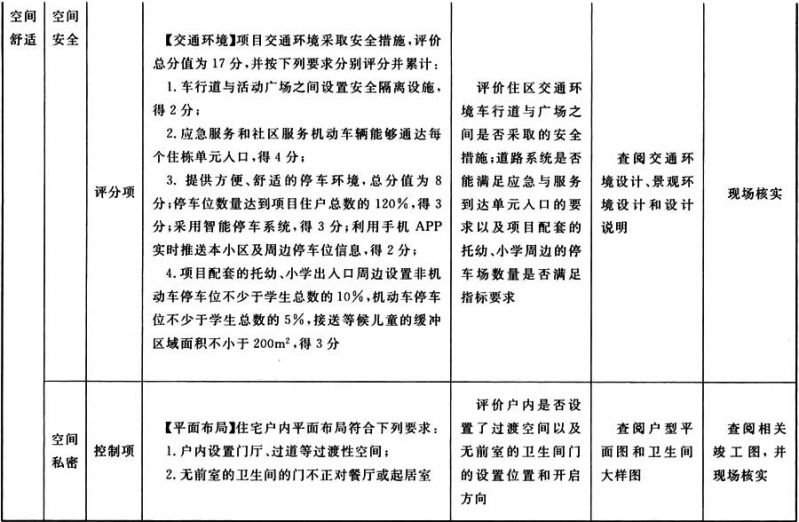 空间
舒适
空间
安全
评分项
【交通环境】项目交通环境采取安全措施,评价
总分值为 17 分,并按下列要求分别评分并累计:
1. 车行道与活动广场之间设置安全隔离设施,
得 2 分;
2. 应急服务和社区服务机动车辆能够通达每
个住栋单元入口,得 4 分;
3. 提供方便、舒适的停车环境,总分值为 8
分;停车位数量达到项目住户总数的 120%,得 3
分;采用智能停车系统,得 3 分;利用手机 APP
实时推送本小区及周边停车位信息,得 2 分;
4. 项目配套的托幼、小学出入口周边设置非机
动车停车位不少于学生总数的 10%,机动车停车
位不少于学生总数的 5%,接送等候儿童的缓冲
区域面积不小于 200m²,得 3 分
评价住区交通环
境车行道与广场之
间是否采取的安全
措施;道路系统是否
能满足应急与服务
到达单元入口的要
求以及项目配套的
托幼、小学周边的停
车场数量是否满足
指标要求
查阅交通环
境设计、景观环
境设计和设计
说明
现场核实
空间
私密
控制项
【平面布局】住宅户内平面布局符合下列要求:
1. 户内设置门厅、过道等过渡性空间;
2. 无前室的卫生间的门不正对餐厅或起居室
评价户内是否设
置了过渡空间以及
无前室的卫生间门
的设置位置和开启
方向
查阅户型平
面图和卫生间
大样图
查阅相关
竣工图,并
现场核实